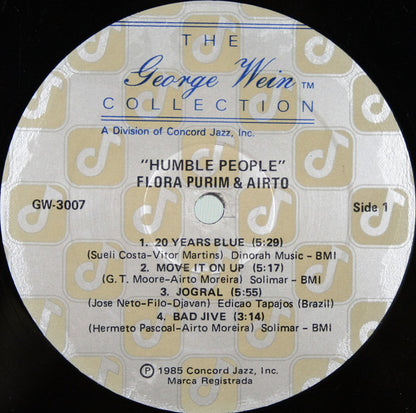 THE
George Wein TM
COLLECTION
A Division of Concord Jazz, Inc.
"HUMBLE PEOPLE"
FLORA PURIM & AIRTO
GW-3007
Side 1
1. 20 YEARS BLUE (5:29)
(Sueli Costa-Vitor Martins) Dinorah Music - BMI
2. MOVE IT ON UP (5:17)
(G. T. Moore-Airto Moreira) Solimar - BMI
3. JOGRAL (5:55)
(Jose Neto-Filo-Djavan) Edicao Tapajos (Brazil)
4. BAD JIVE (3:14)
(Hermeto Pascoal-Airto Moreira) Solimar - BMI
℗ 1985 Concord Jazz, Inc.
Marca Registrada